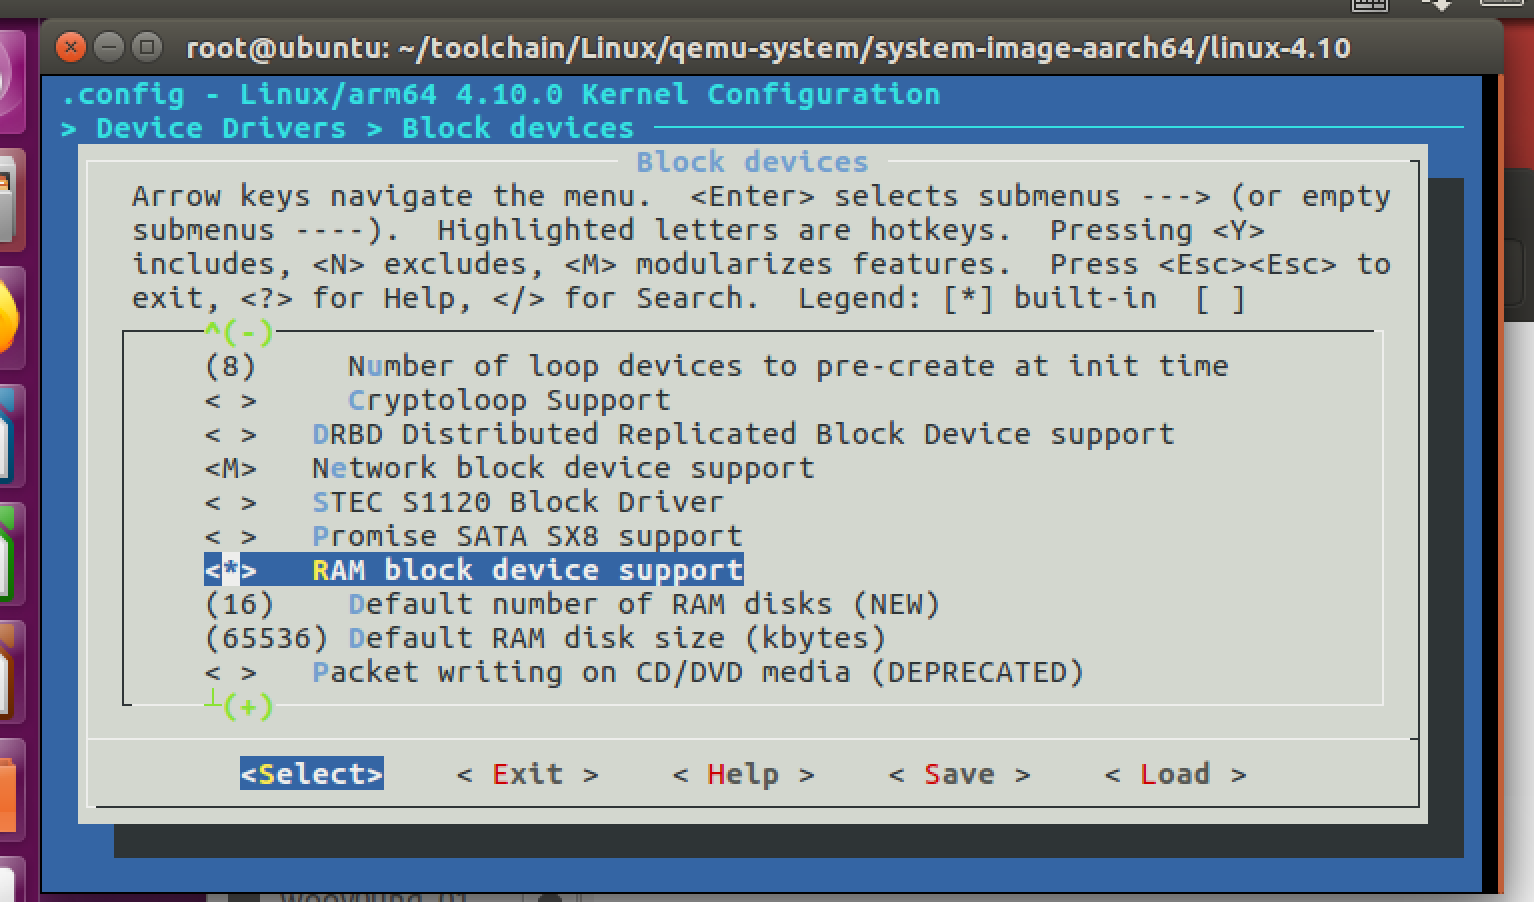 root@ubuntu: ~/toolchain/Linux/qemu-system/system-image-aarch64/linux-4.10
.config - Linux/arm64 4.10.0 Kernel Configuration
> Device Drivers > Block devices
Block devices
Arrow keys navigate the menu.  <Enter> selects submenus ---> (or empty
submenus ----).  Highlighted letters are hotkeys.  Pressing <Y>
includes, <N> excludes, <M> modularizes features.  Press <Esc><Esc> to
exit, <?> for Help, </> for Search.  Legend: [*] built-in  [ ]
^(-)
(8)     Number of loop devices to pre-create at init time
< >     Cryptoloop Support
< >   DRBD Distributed Replicated Block Device support
<M>   Network block device support
< >   STEC S1120 Block Driver
< >   Promise SATA SX8 support
<*>   RAM block device support
(16)    Default number of RAM disks (NEW)
(65536) Default RAM disk size (kbytes)
< >   Packet writing on CD/DVD media (DEPRECATED)
┴(+)
<Select>    < Exit >    < Help >    < Save >    < Load >